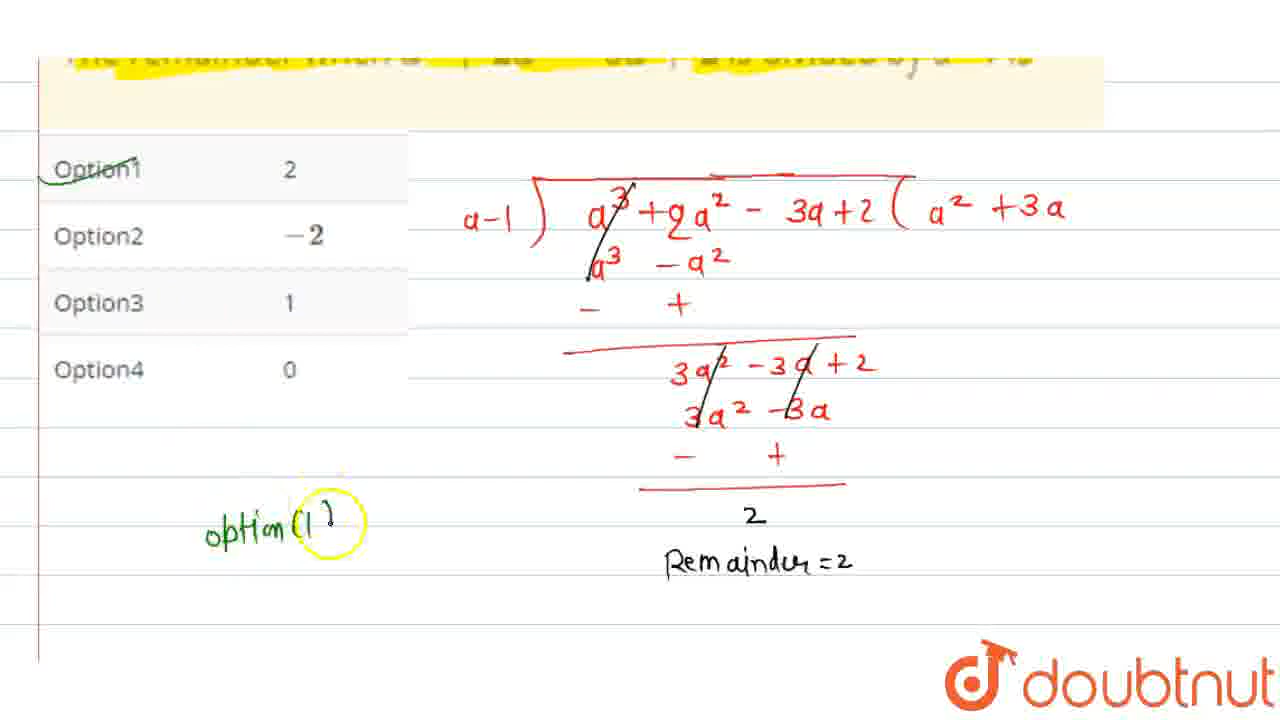 Option1 2
Option2 −2
Option3 1
Option4 0
a-1 ) a³ + 2a² - 3a + 2 ( a² + 3a
a³ - a²
- +
3a² - 3a + 2
3a² - 3a
- +
2
Remainder = 2
option (1)
doubtnut